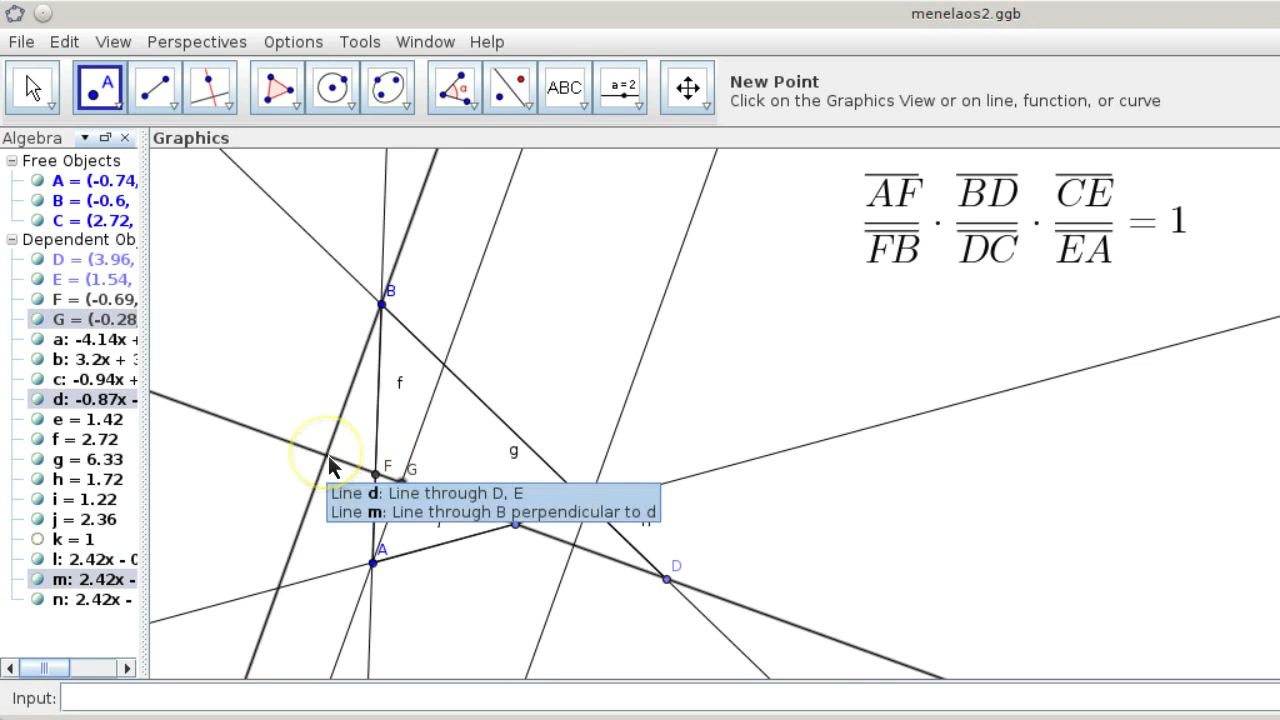 menelaos2.ggb
File Edit View Perspectives Options Tools Window Help
A
α
ABC
a=2
New Point
Click on the Graphics View or on line, function, or curve
Algebra
Graphics
Free Objects
A = (-0.74,
B = (-0.6,
C = (2.72,
Dependent Ob
D = (3.96,
E = (1.54,
F = (-0.69,
G = (-0.28
a: -4.14x +
b: 3.2x + 3
c: -0.94x +
d: -0.87x -
e = 1.42
f = 2.72
g = 6.33
h = 1.72
i = 1.22
j = 2.36
k = 1
l: 2.42x - 0
m: 2.42x -
n: 2.42x -
AF BD CE
FB · DC · EA = 1
B
f
g
F G
Line d: Line through D, E
Line m: Line through B perpendicular to d
A
D
Input: